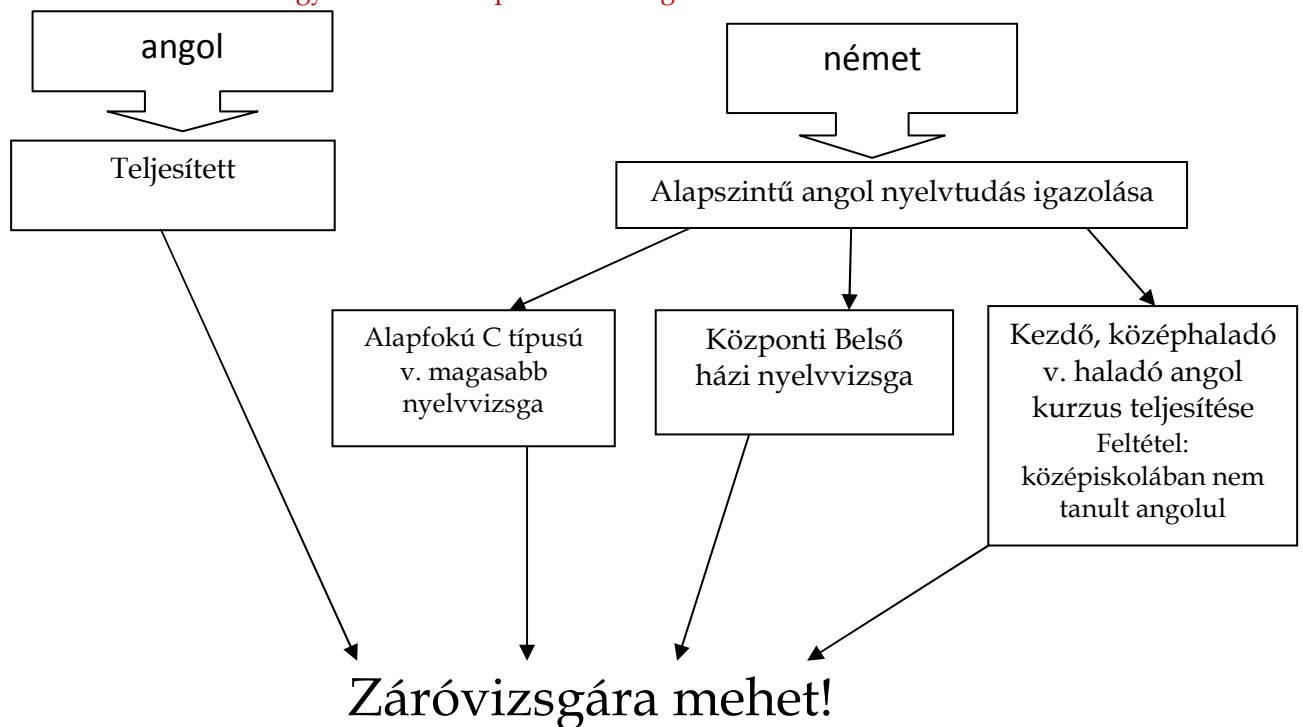 angol
német
Teljesített
Alapszintű angol nyelvtudás igazolása
Alapfokú C típusú
v. magasabb
nyelvvizsga
Központi Belső
házi nyelvvizsga
Kezdő, középhaladó
v. haladó angol
kurzus teljesítése
Feltétel:
középiskolában nem
tanult angolul
Záróvizsgára mehet!